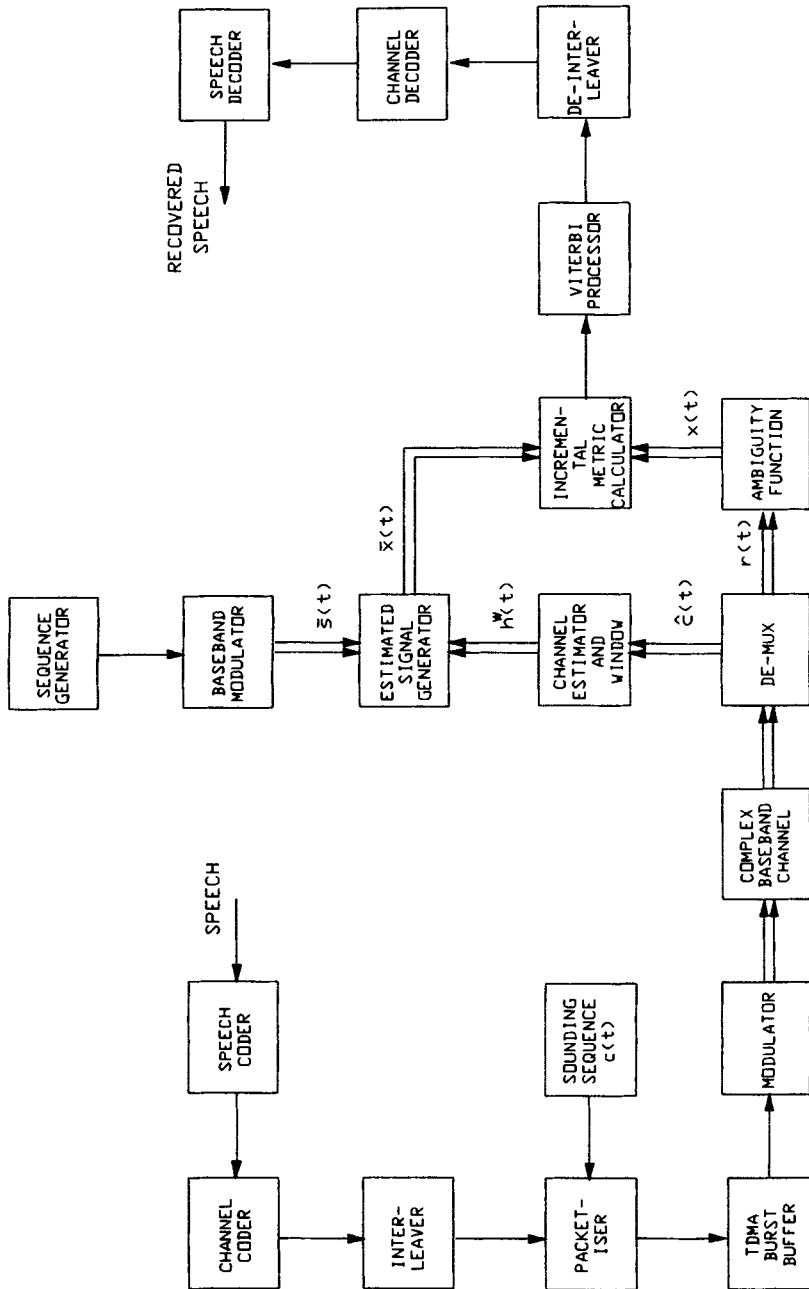 SPEECH
SPEECH
CODER
CHANNEL
CODER
INTER-
LEAVER
SOUNDING
SEQUENCE
c(t)
PACKET-
ISER
TDMA
BURST
BUFFER
MODULATOR
COMPLEX
BASEBAND
CHANNEL
DE-MUX
ĉ(t)
r(t)
CHANNEL
ESTIMATOR
AND
WINDOW
hʷ(t)
SEQUENCE
GENERATOR
BASEBAND
MODULATOR
s̄(t)
ESTIMATED
SIGNAL
GENERATOR
x̄(t)
AMBIGUITY
FUNCTION
x(t)
INCREMEN-
TAL
METRIC
CALCULATOR
VITERBI
PROCESSOR
DE-INTER-
LEAVER
CHANNEL
DECODER
SPEECH
DECODER
RECOVERED
SPEECH